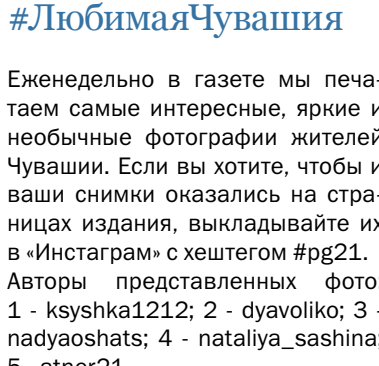 #ЛюбимаяЧувашия
Еженедельно в газете мы печа-
таем самые интересные, яркие и
необычные фотографии жителей
Чувашии. Если вы хотите, чтобы и
ваши снимки оказались на стра-
ницах издания, выкладывайте их
в «Инстаграм» с хештегом #pg21.
Авторы представленных фото:
1 - ksyshka1212; 2 - dyavoliko; 3 -
nadyaoshats; 4 - nataliya_sashina;
5 - atner21